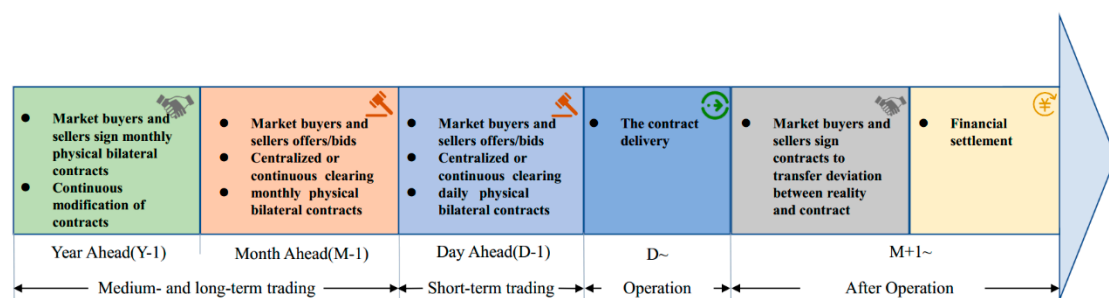 Market buyers and
sellers sign monthly
physical bilateral
contracts
Continuous
modification of
contracts
Market buyers and
sellers offers/bids
Centralized or
continuous clearing
monthly physical
bilateral contracts
Market buyers and
sellers offers/bids
Centralized or
continuous clearing
daily physical
bilateral contracts
The contract
delivery
Market buyers and
sellers sign
contracts to
transfer deviation
between reality
and contract
¥
Financial
settlement
Year Ahead(Y-1)
Month Ahead(M-1)
Day Ahead(D-1)
D~
M+1~
Medium- and long-term trading
Short-term trading
Operation
After Operation